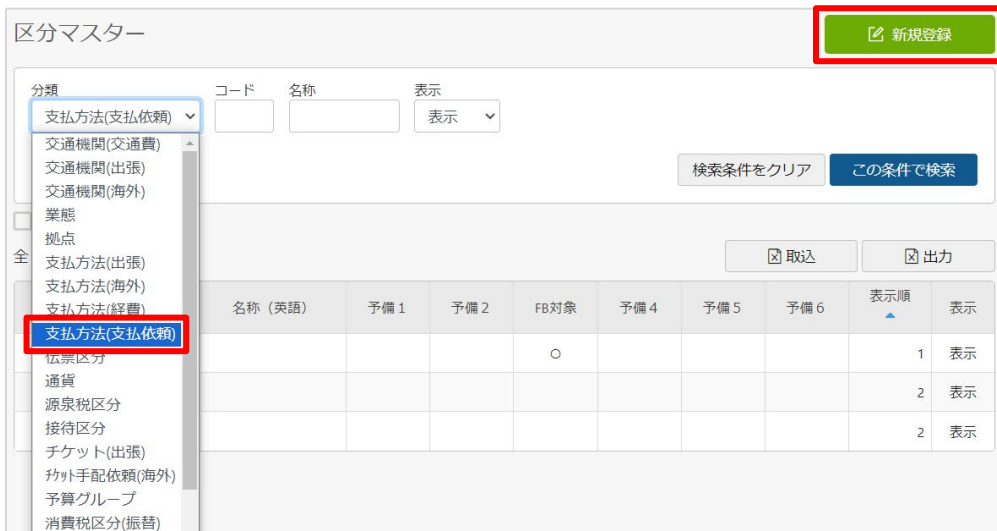 区分マスター
新規登録
分類
コード
名称
表示
支払方法(支払依頼)
表示
交通機関(交通費)
交通機関(出張)
交通機関(海外)
検索条件をクリア
この条件で検索
業態
拠点
全
支払方法(出張)
取込
出力
支払方法(海外)
支払方法(経費)
名称（英語）
予備１
予備２
FB対象
予備４
予備５
予備６
表示順
表示
支払方法(支払依頼)
伝票区分
○
1
表示
通貨
源泉税区分
2
表示
接待区分
2
表示
チケット(出張)
ﾁｹｯﾄ手配依頼(海外)
予算グループ
消費税区分(振替)